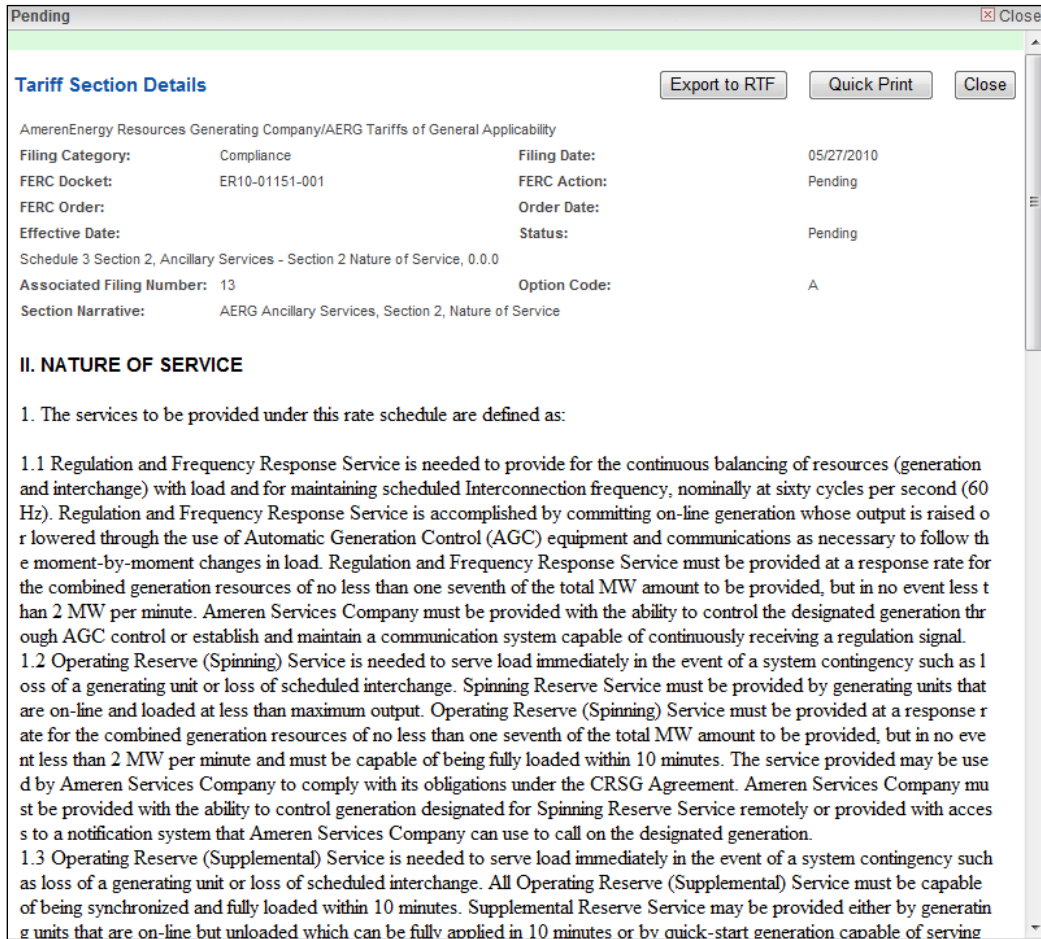 Pending Close
Tariff Section Details Export to RTF Quick Print Close
AmerenEnergy Resources Generating Company/AERG Tariffs of General Applicability
Filing Category: Compliance Filing Date: 05/27/2010
FERC Docket: ER10-01151-001 FERC Action: Pending
FERC Order: Order Date:
Effective Date: Status: Pending
Schedule 3 Section 2, Ancillary Services - Section 2 Nature of Service, 0.0.0
Associated Filing Number: 13 Option Code: A
Section Narrative: AERG Ancillary Services, Section 2, Nature of Service
II. NATURE OF SERVICE
1. The services to be provided under this rate schedule are defined as:
1.1 Regulation and Frequency Response Service is needed to provide for the continuous balancing of resources (generation
and interchange) with load and for maintaining scheduled Interconnection frequency, nominally at sixty cycles per second (60
Hz). Regulation and Frequency Response Service is accomplished by committing on-line generation whose output is raised o
r lowered through the use of Automatic Generation Control (AGC) equipment and communications as necessary to follow th
e moment-by-moment changes in load. Regulation and Frequency Response Service must be provided at a response rate for
the combined generation resources of no less than one seventh of the total MW amount to be provided, but in no event less t
han 2 MW per minute. Ameren Services Company must be provided with the ability to control the designated generation thr
ough AGC control or establish and maintain a communication system capable of continuously receiving a regulation signal.
1.2 Operating Reserve (Spinning) Service is needed to serve load immediately in the event of a system contingency such as l
oss of a generating unit or loss of scheduled interchange. Spinning Reserve Service must be provided by generating units that
are on-line and loaded at less than maximum output. Operating Reserve (Spinning) Service must be provided at a response r
ate for the combined generation resources of no less than one seventh of the total MW amount to be provided, but in no eve
nt less than 2 MW per minute and must be capable of being fully loaded within 10 minutes. The service provided may be use
d by Ameren Services Company to comply with its obligations under the CRSG Agreement. Ameren Services Company mu
st be provided with the ability to control generation designated for Spinning Reserve Service remotely or provided with acces
s to a notification system that Ameren Services Company can use to call on the designated generation.
1.3 Operating Reserve (Supplemental) Service is needed to serve load immediately in the event of a system contingency such
as loss of a generating unit or loss of scheduled interchange. All Operating Reserve (Supplemental) Service must be capable
of being synchronized and fully loaded within 10 minutes. Supplemental Reserve Service may be provided either by generatin
g units that are on-line but unloaded which can be fully applied in 10 minutes or by quick-start generation capable of serving